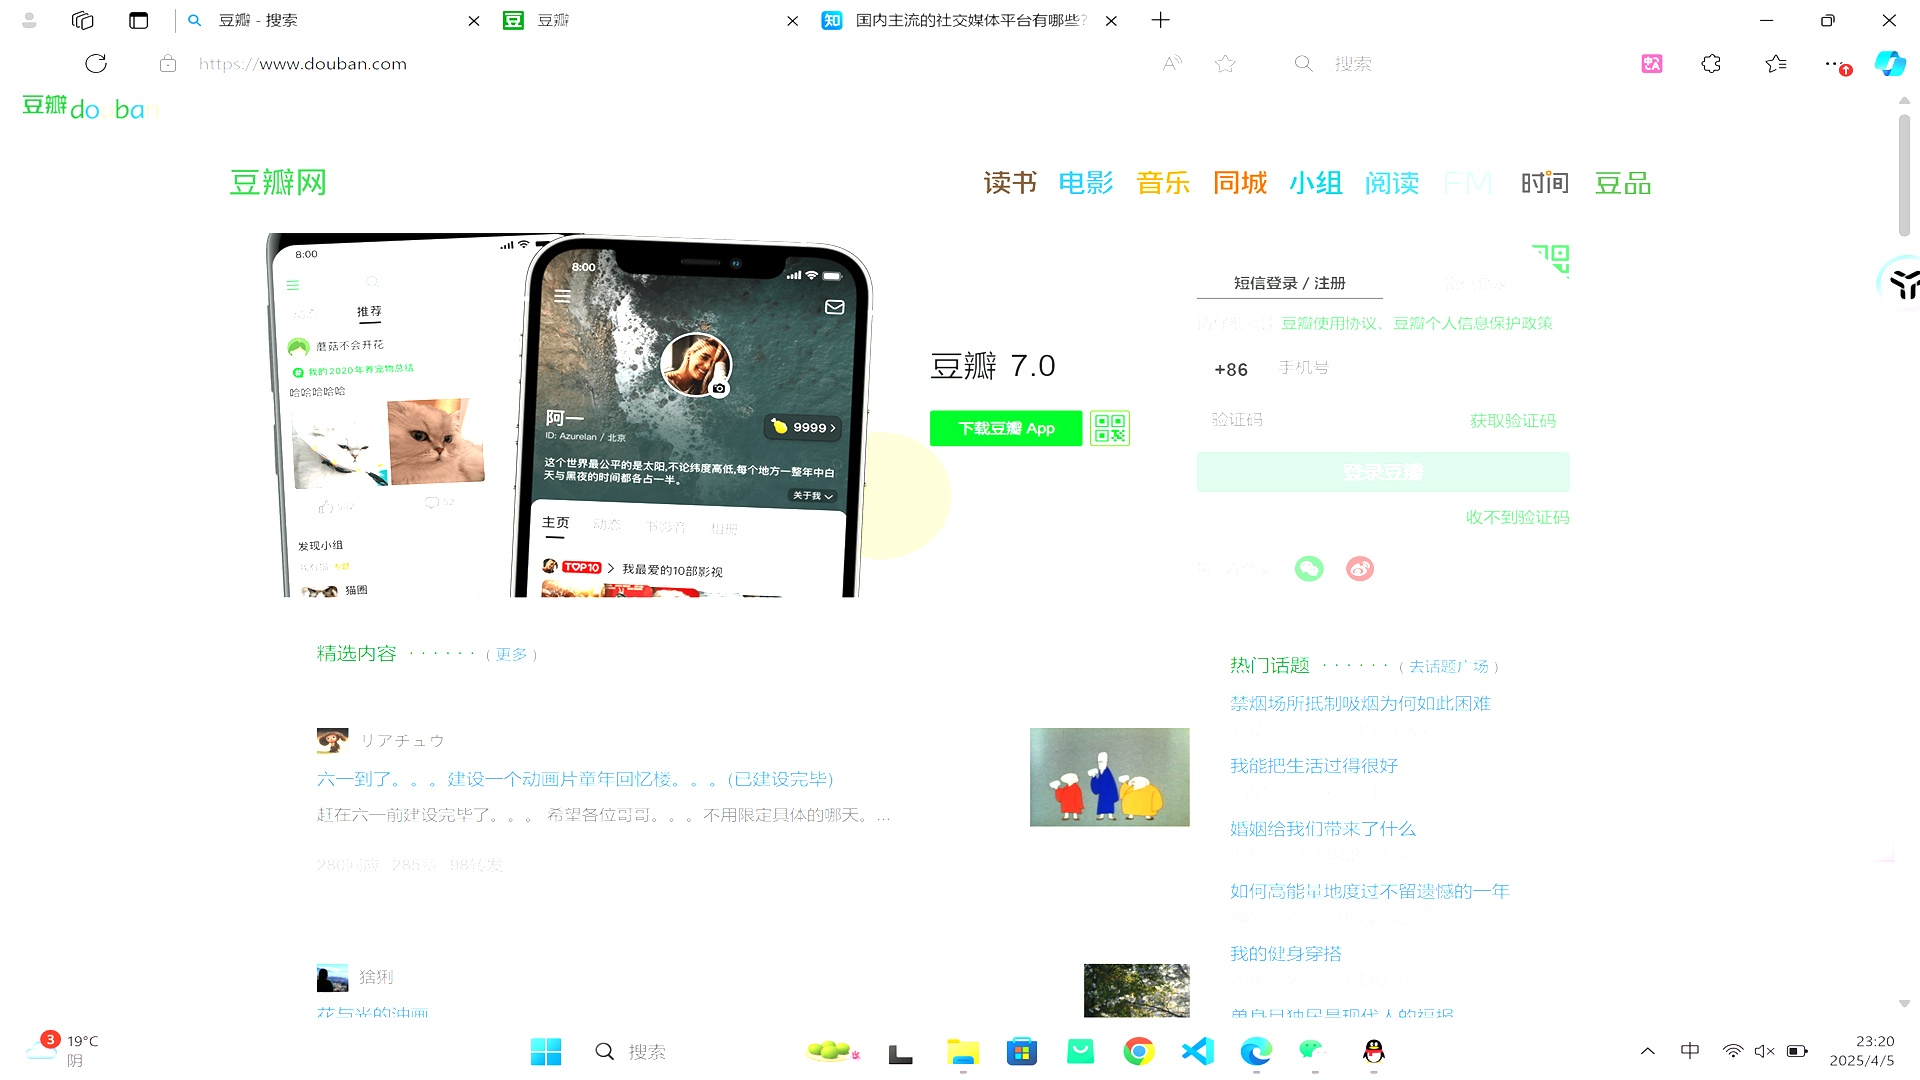 豆瓣 - 搜索
豆瓣
国内主流的社交媒体平台有哪些?
https://www.douban.com
搜索
豆瓣douban
豆瓣网
读书 电影 音乐 同城 小组 阅读 FM 时间 豆品
8:00
推荐
蘑菇不会开花
我的2020年养宠物总结
哈哈哈哈哈
发现小组
猫圈
8:00
阿一
ID: Azurelan / 北京
9999
这个世界最公平的是太阳,不论纬度高低,每个地方一整年中白
天与黑夜的时间都各占一半。
关于我
主页 动态 书影音 相册
TOP10 我最爱的10部影视
豆瓣 7.0
下载豆瓣 App
短信登录 / 注册
豆瓣使用协议、豆瓣个人信息保护政策
+86 手机号
验证码 获取验证码
登录豆瓣
收不到验证码
精选内容 · · · · · · ( 更多 )
リアチュウ
六一到了。。。建设一个动画片童年回忆楼。。。(已建设完毕)
赶在六一前建设完毕了。。。 希望各位哥哥。。。不用限定具体的哪天。...
280回应 285赞 98转发
猞猁
花与光的油画
热门话题 · · · · · · ( 去话题广场 )
禁烟场所抵制吸烟为何如此困难
我能把生活过得很好
婚姻给我们带来了什么
如何高能量地度过不留遗憾的一年
我的健身穿搭
单身且独居是现代人的福报
3
19°C
阴
搜索
中
23:20
2025/4/5